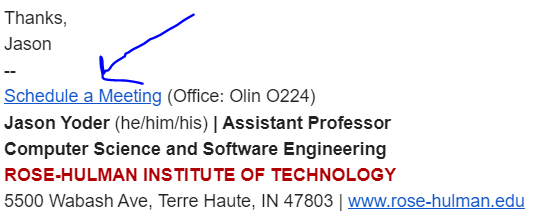 Thanks,
Jason
--
Schedule a Meeting (Office: Olin O224)
Jason Yoder (he/him/his) | Assistant Professor
Computer Science and Software Engineering
ROSE-HULMAN INSTITUTE OF TECHNOLOGY
5500 Wabash Ave, Terre Haute, IN 47803 | www.rose-hulman.edu